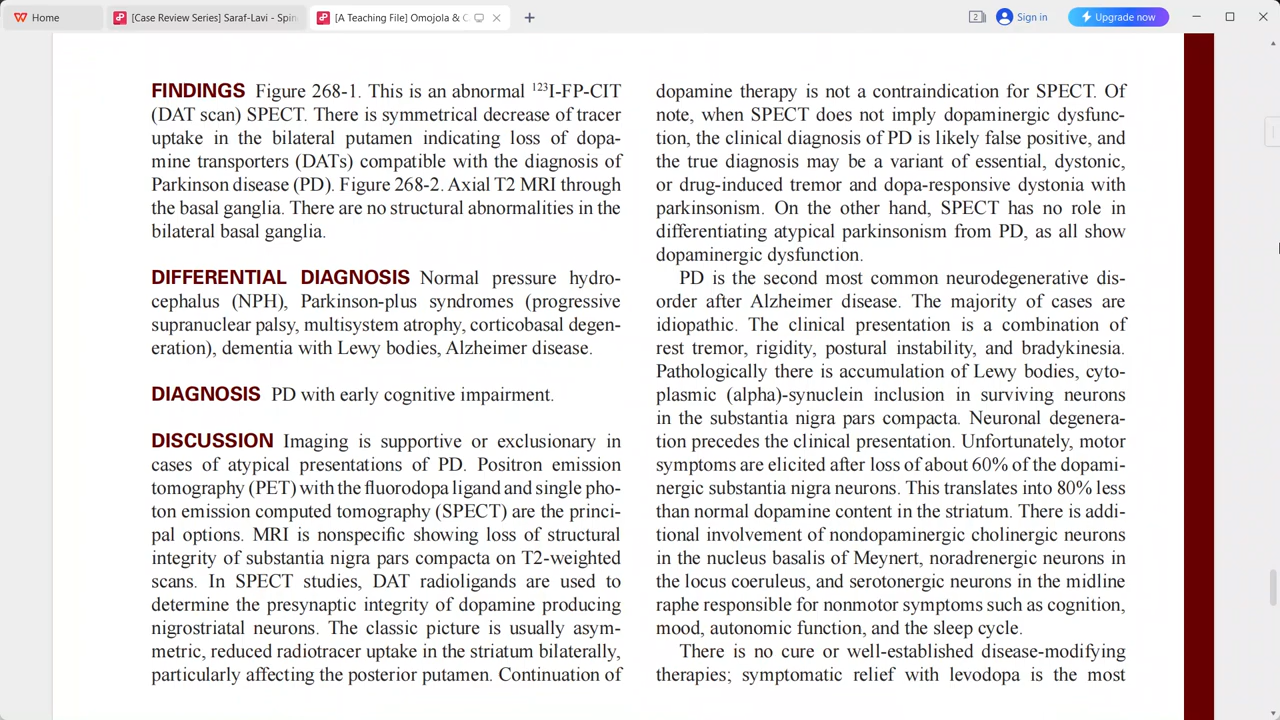 Home
[Case Review Series] Saraf-Lavi - Spin
[A Teaching File] Omojola & C
Sign in
Upgrade now
FINDINGS Figure 268-1. This is an abnormal 123I-FP-CIT
(DAT scan) SPECT. There is symmetrical decrease of tracer
uptake in the bilateral putamen indicating loss of dopa-
mine transporters (DATs) compatible with the diagnosis of
Parkinson disease (PD). Figure 268-2. Axial T2 MRI through
the basal ganglia. There are no structural abnormalities in the
bilateral basal ganglia.
DIFFERENTIAL DIAGNOSIS Normal pressure hydro-
cephalus (NPH), Parkinson-plus syndromes (progressive
supranuclear palsy, multisystem atrophy, corticobasal degen-
eration), dementia with Lewy bodies, Alzheimer disease.
DIAGNOSIS PD with early cognitive impairment.
DISCUSSION Imaging is supportive or exclusionary in
cases of atypical presentations of PD. Positron emission
tomography (PET) with the fluorodopa ligand and single pho-
ton emission computed tomography (SPECT) are the princi-
pal options. MRI is nonspecific showing loss of structural
integrity of substantia nigra pars compacta on T2-weighted
scans. In SPECT studies, DAT radioligands are used to
determine the presynaptic integrity of dopamine producing
nigrostriatal neurons. The classic picture is usually asym-
metric, reduced radiotracer uptake in the striatum bilaterally,
particularly affecting the posterior putamen. Continuation of
dopamine therapy is not a contraindication for SPECT. Of
note, when SPECT does not imply dopaminergic dysfunc-
tion, the clinical diagnosis of PD is likely false positive, and
the true diagnosis may be a variant of essential, dystonic,
or drug-induced tremor and dopa-responsive dystonia with
parkinsonism. On the other hand, SPECT has no role in
differentiating atypical parkinsonism from PD, as all show
dopaminergic dysfunction.
PD is the second most common neurodegenerative dis-
order after Alzheimer disease. The majority of cases are
idiopathic. The clinical presentation is a combination of
rest tremor, rigidity, postural instability, and bradykinesia.
Pathologically there is accumulation of Lewy bodies, cyto-
plasmic (alpha)-synuclein inclusion in surviving neurons
in the substantia nigra pars compacta. Neuronal degenera-
tion precedes the clinical presentation. Unfortunately, motor
symptoms are elicited after loss of about 60% of the dopami-
nergic substantia nigra neurons. This translates into 80% less
than normal dopamine content in the striatum. There is addi-
tional involvement of nondopaminergic cholinergic neurons
in the nucleus basalis of Meynert, noradrenergic neurons in
the locus coeruleus, and serotonergic neurons in the midline
raphe responsible for nonmotor symptoms such as cognition,
mood, autonomic function, and the sleep cycle.
There is no cure or well-established disease-modifying
therapies; symptomatic relief with levodopa is the most